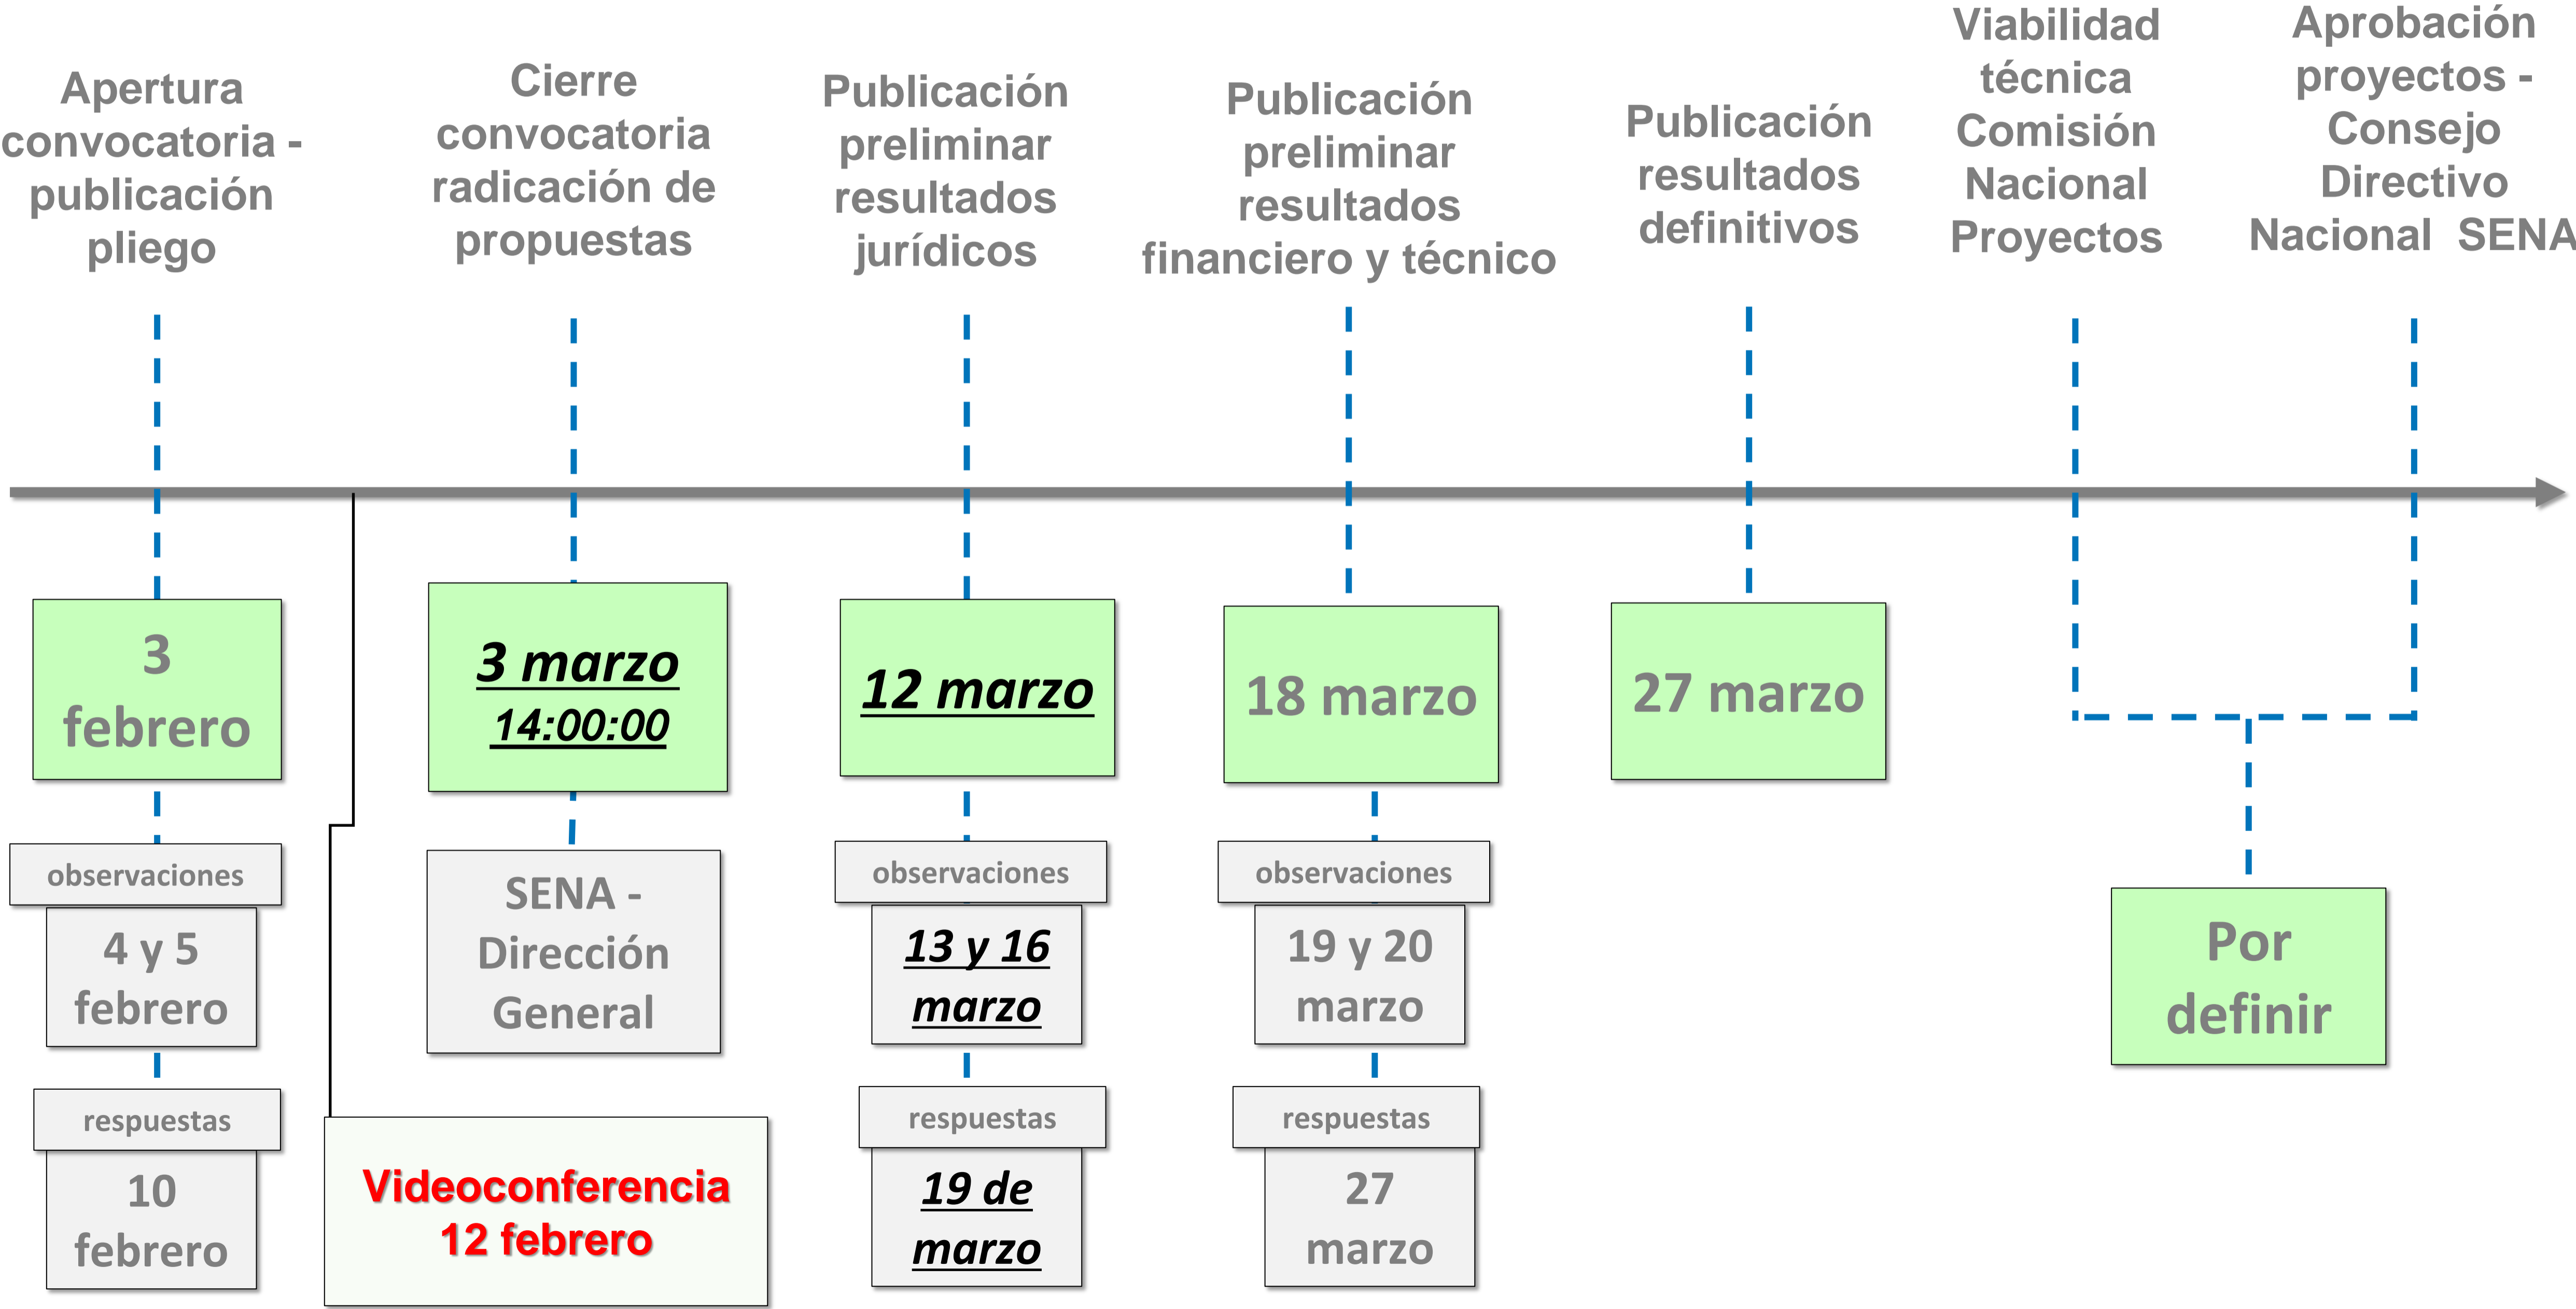 Apertura
convocatoria -
publicación
pliego
Cierre
convocatoria
radicación de
propuestas
Publicación
preliminar
resultados
jurídicos
Publicación
preliminar
resultados
financiero y técnico
Publicación
resultados
definitivos
Viabilidad
técnica
Comisión
Nacional
Proyectos
Aprobación
proyectos -
Consejo
Directivo
Nacional SENA
3
febrero
3 marzo
14:00:00
12 marzo
18 marzo
27 marzo
observaciones
4 y 5
febrero
respuestas
10
febrero
Videoconferencia
12 febrero
SENA -
Dirección
General
observaciones
13 y 16
marzo
respuestas
19 de
marzo
observaciones
19 y 20
marzo
respuestas
27
marzo
Por
definir